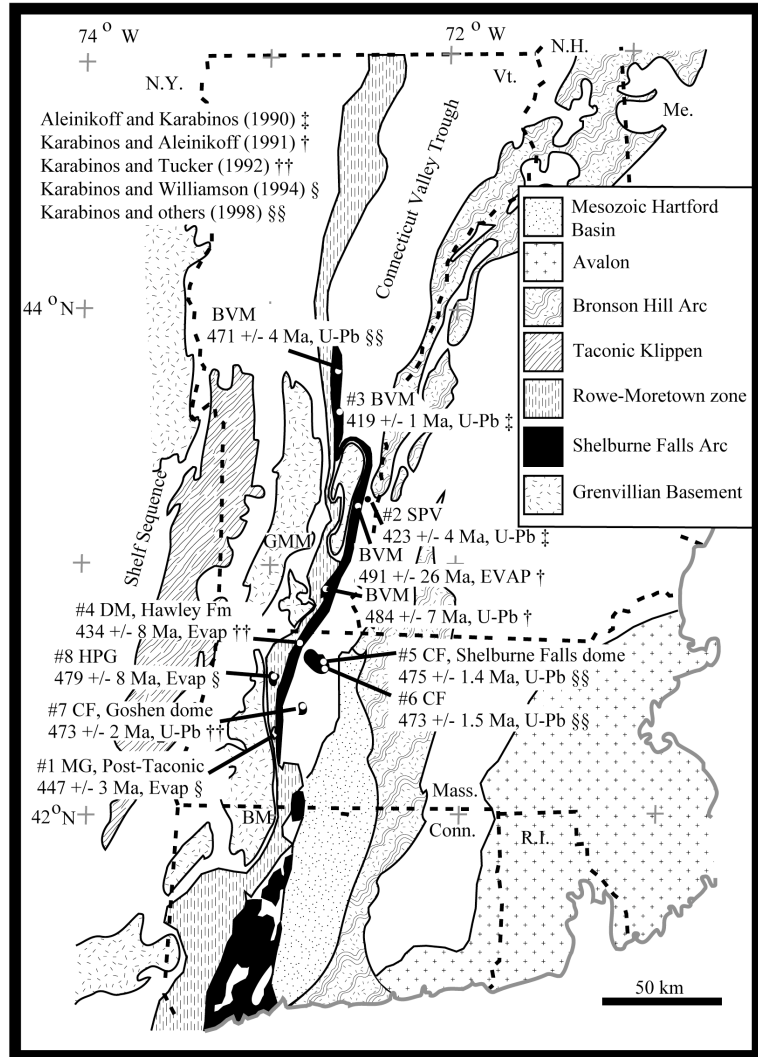 74° W
72° W
N.H.
N.Y.
Vt.
Me.
Aleinikoff and Karabinos (1990) ‡
Karabinos and Aleinikoff (1991) †
Karabinos and Tucker (1992) ††
Karabinos and Williamson (1994) §
Karabinos and others (1998) §§
Connecticut Valley Trough
Mesozoic Hartford
Basin
Avalon
Bronson Hill Arc
Taconic Klippen
Rowe-Moretown zone
Shelburne Falls Arc
Grenvillian Basement
44°N
BVM
471 +/- 4 Ma, U-Pb §§
#3 BVM
419 +/- 1 Ma, U-Pb ‡
Shelf Sequence
#2 SPV
423 +/- 4 Ma, U-Pb ‡
GMM
BVM
491 +/- 26 Ma, EVAP †
BVM
484 +/- 7 Ma, U-Pb †
#4 DM, Hawley Fm
434 +/- 8 Ma, Evap ††
#8 HPG
479 +/- 8 Ma, Evap §
#5 CF, Shelburne Falls dome
475 +/- 1.4 Ma, U-Pb §§
#6 CF
473 +/- 1.5 Ma, U-Pb §§
#7 CF, Goshen dome
473 +/- 2 Ma, U-Pb ††
#1 MG, Post-Taconic
447 +/- 3 Ma, Evap §
42°N
BM
Mass.
Conn.
R.I.
50 km